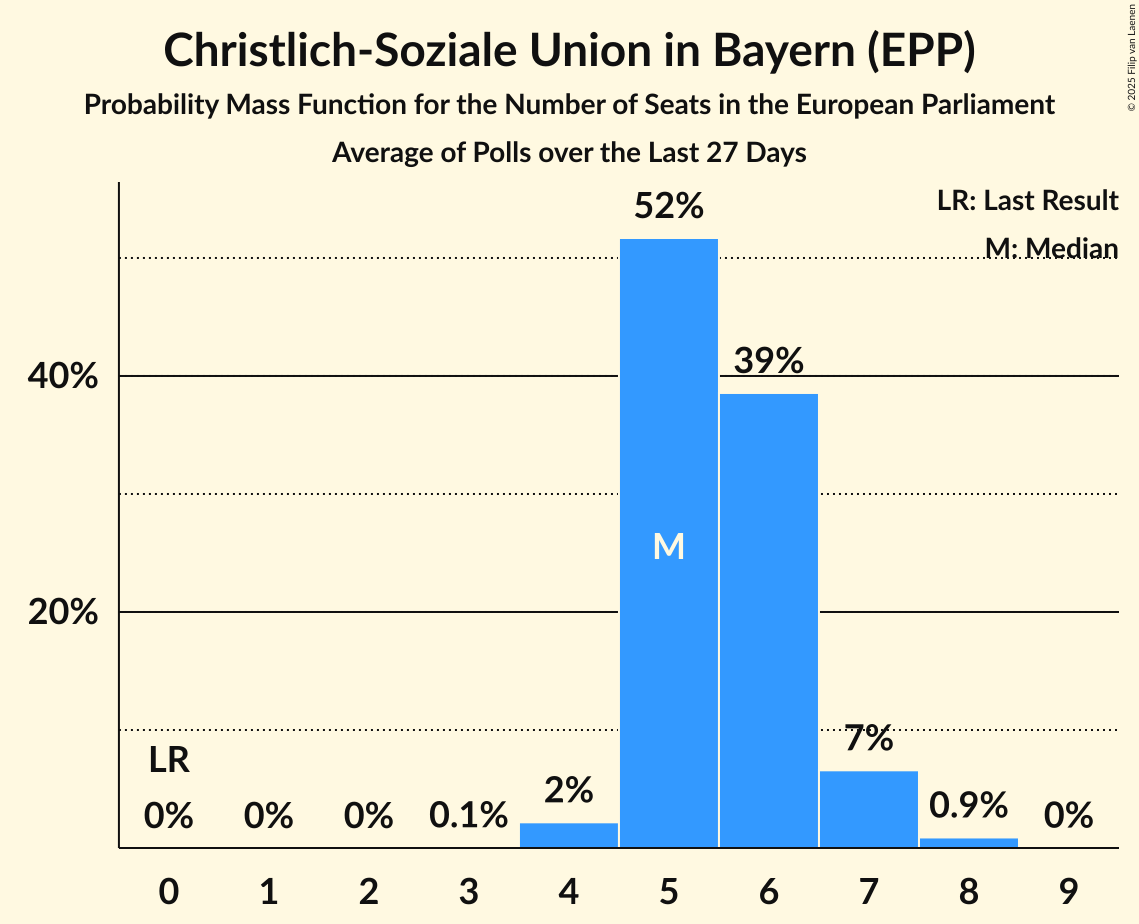 Christlich-Soziale Union in Bayern (EPP)
Probability Mass Function for the Number of Seats in the European Parliament
Average of Polls over the Last 27 Days
© 2025 Filip van Laenen
LR: Last Result
M: Median
52%
40%
39%
M
20%
7%
LR
2%
0%
0%
0%
0.1%
0.9%
0%
0 1 2 3 4 5 6 7 8 9